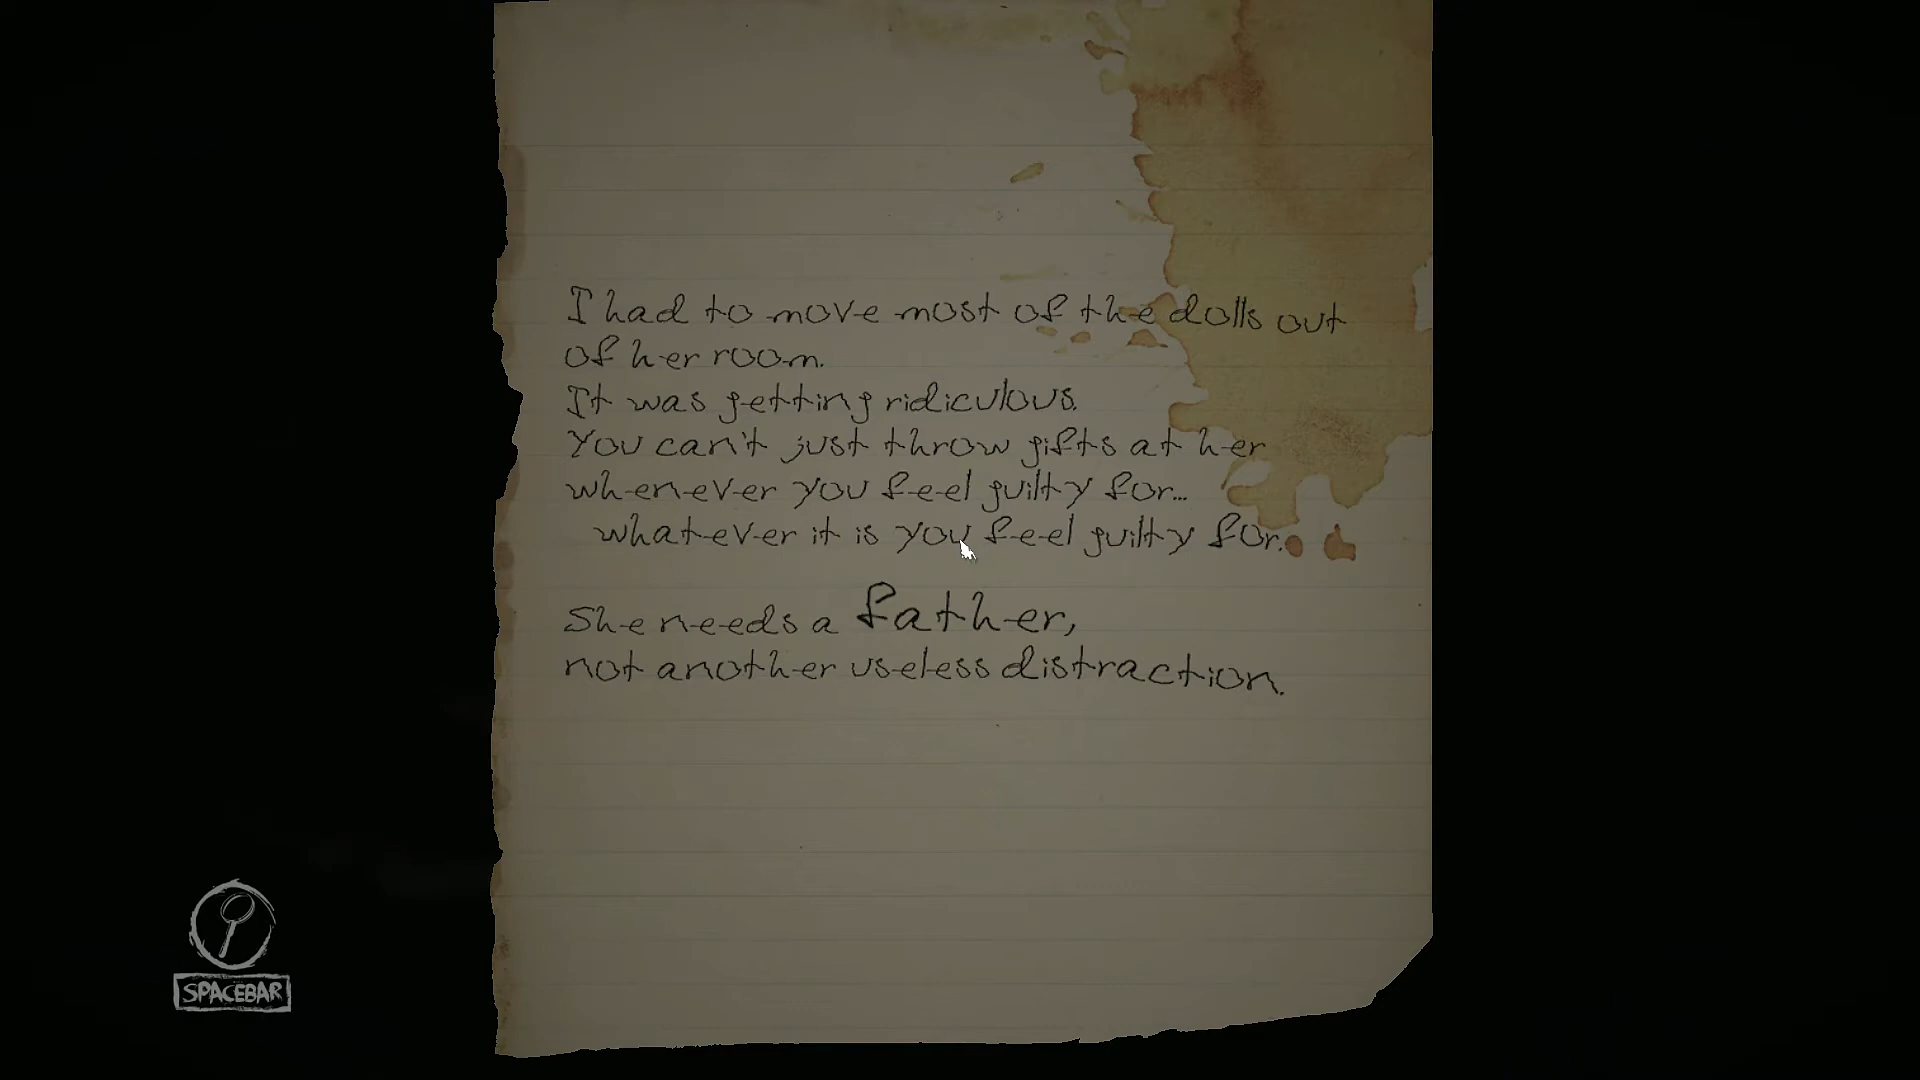 I had to move most of the dolls out
of her room.
It was getting ridiculous.
You can't just throw gifts at her
whenever you feel guilty for...
whatever it is you feel guilty for.
She needs a father,
not another useless distraction.
SPACEBAR